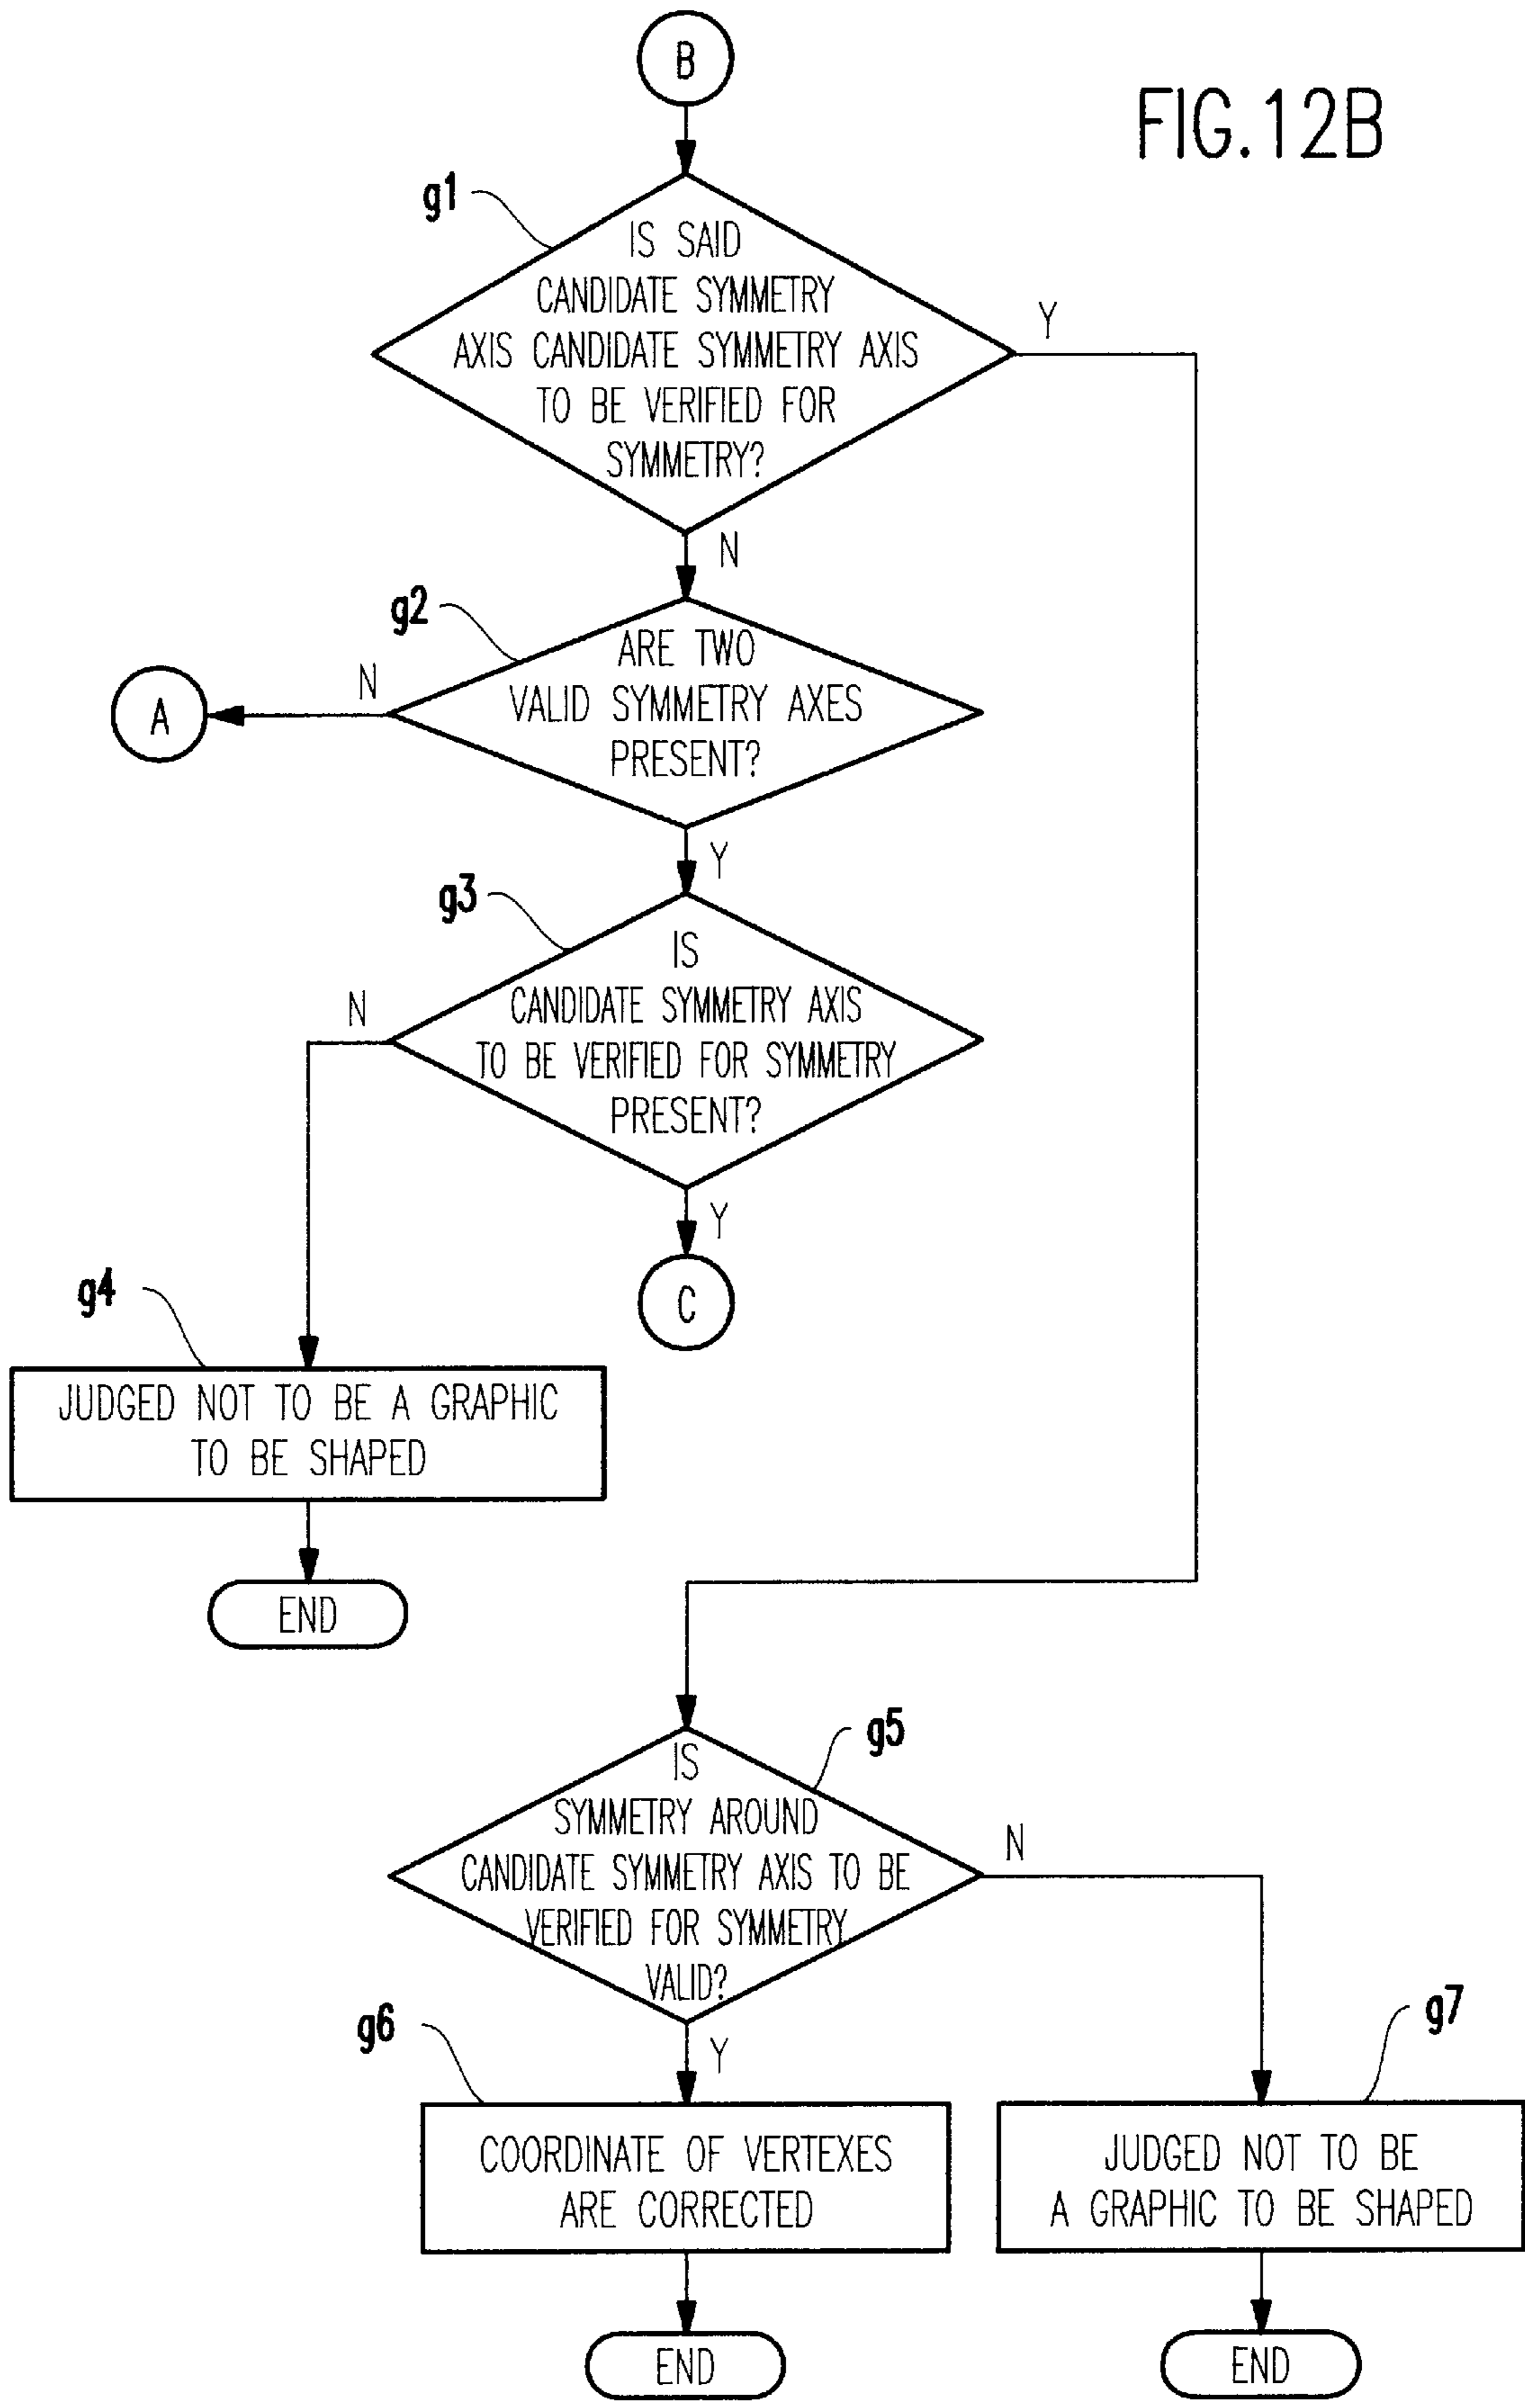 B
FIG.12B
g1
IS SAID
CANDIDATE SYMMETRY
AXIS CANDIDATE SYMMETRY AXIS
TO BE VERIFIED FOR
SYMMETRY?
Y
N
g2
ARE TWO
VALID SYMMETRY AXES
PRESENT?
N
A
Y
g3
IS
CANDIDATE SYMMETRY AXIS
TO BE VERIFIED FOR SYMMETRY
PRESENT?
N
Y
C
g4
JUDGED NOT TO BE A GRAPHIC
TO BE SHAPED
END
g5
IS
SYMMETRY AROUND
CANDIDATE SYMMETRY AXIS TO BE
VERIFIED FOR SYMMETRY
VALID?
N
Y
g6
COORDINATE OF VERTEXES
ARE CORRECTED
END
g7
JUDGED NOT TO BE
A GRAPHIC TO BE SHAPED
END